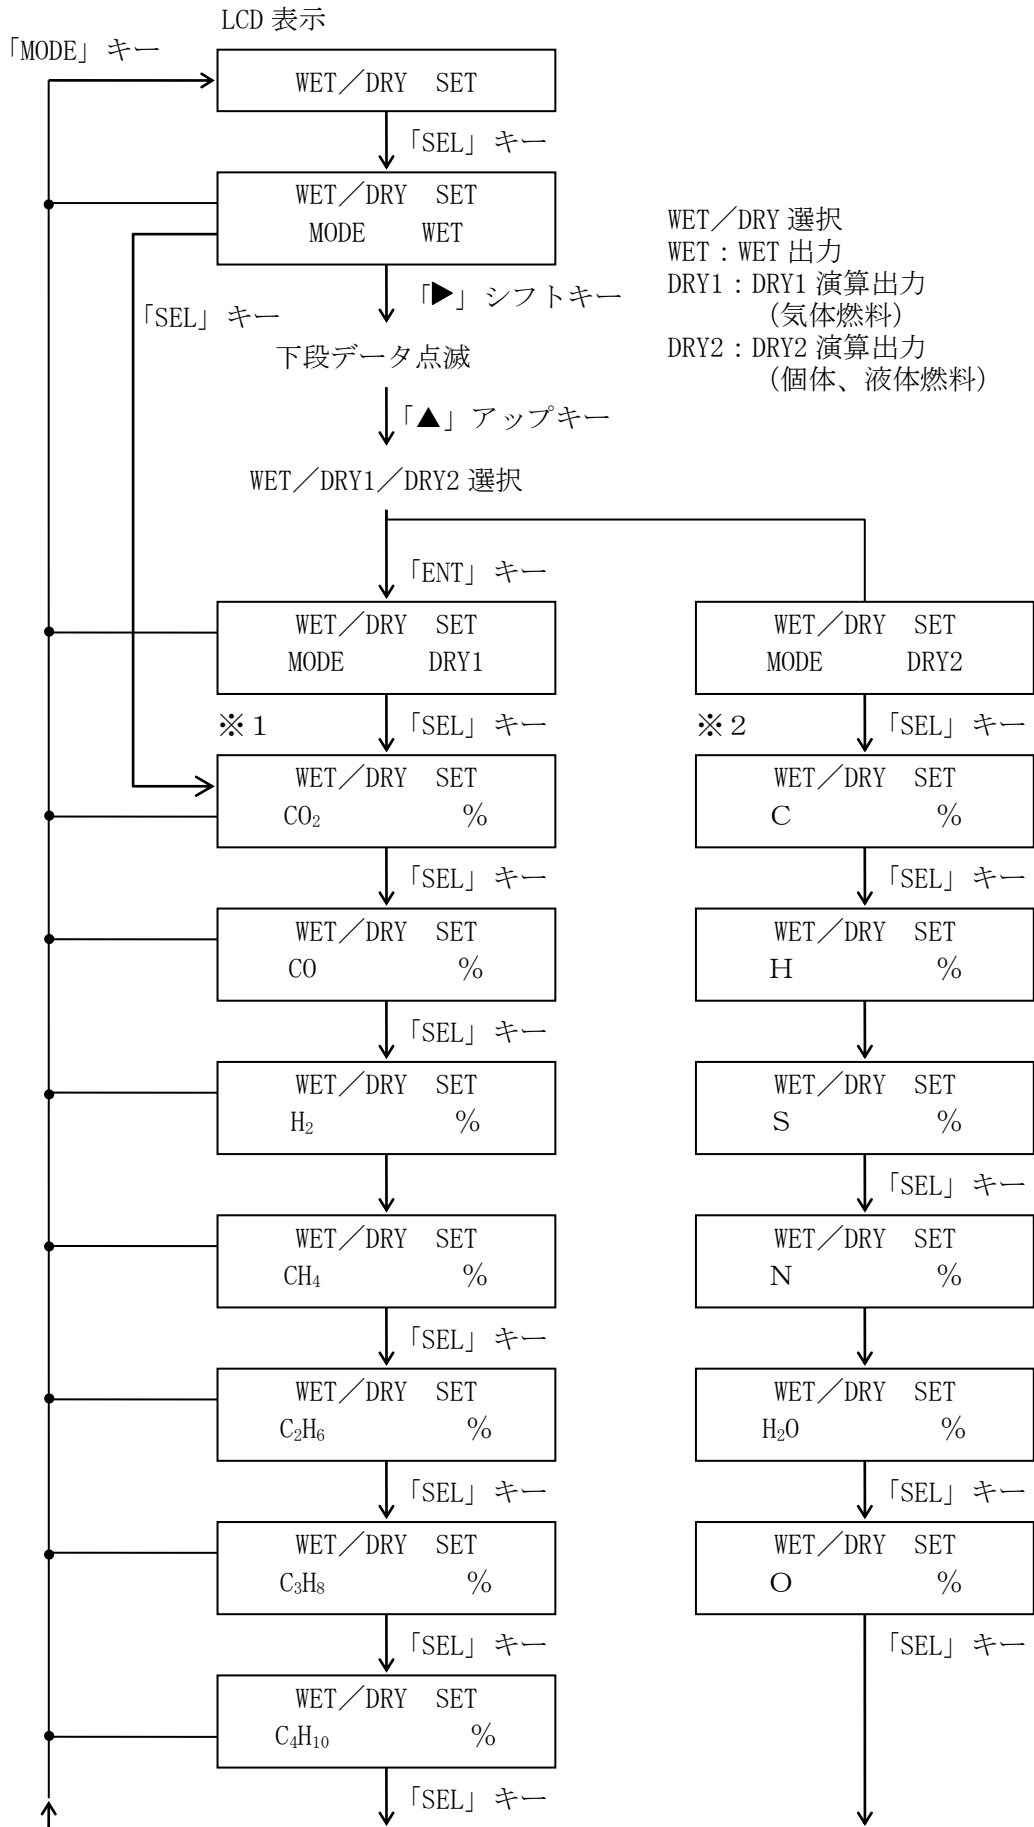 LCD 表示
「MODE」キー
WET／DRY SET
「SEL」キー
WET／DRY SET
MODE WET
「▶」シフトキー
「SEL」キー
下段データ点滅
「▲」アップキー
WET／DRY1／DRY2 選択
WET／DRY 選択
WET：WET 出力
DRY1：DRY1 演算出力
（気体燃料）
DRY2：DRY2 演算出力
（個体、液体燃料）
「ENT」キー
WET／DRY SET
MODE DRY1
※１
「SEL」キー
WET／DRY SET
CO₂ %
「SEL」キー
WET／DRY SET
CO %
「SEL」キー
WET／DRY SET
H₂ %
WET／DRY SET
CH₄ %
「SEL」キー
WET／DRY SET
C₂H₆ %
「SEL」キー
WET／DRY SET
C₃H₈ %
「SEL」キー
WET／DRY SET
C₄H₁₀ %
「SEL」キー
WET／DRY SET
MODE DRY2
※２
「SEL」キー
WET／DRY SET
Ｃ %
「SEL」キー
WET／DRY SET
Ｈ %
WET／DRY SET
Ｓ %
「SEL」キー
WET／DRY SET
Ｎ %
WET／DRY SET
H₂O %
「SEL」キー
WET／DRY SET
Ｏ %
「SEL」キー